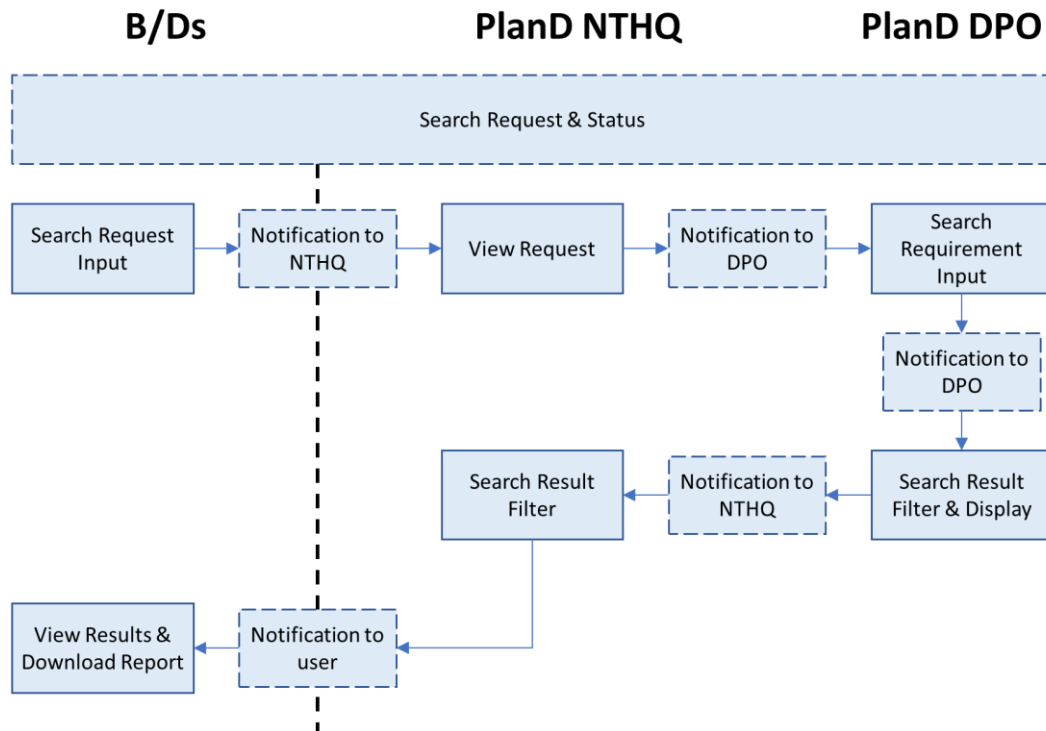 B/Ds
PlanD NTHQ
PlanD DPO
Search Request & Status
Search Request
Input
Notification to
NTHQ
View Request
Notification to
DPO
Search
Requirement
Input
Notification to
DPO
Search Result
Filter
Notification to
NTHQ
Search Result
Filter & Display
View Results &
Download Report
Notification to
user